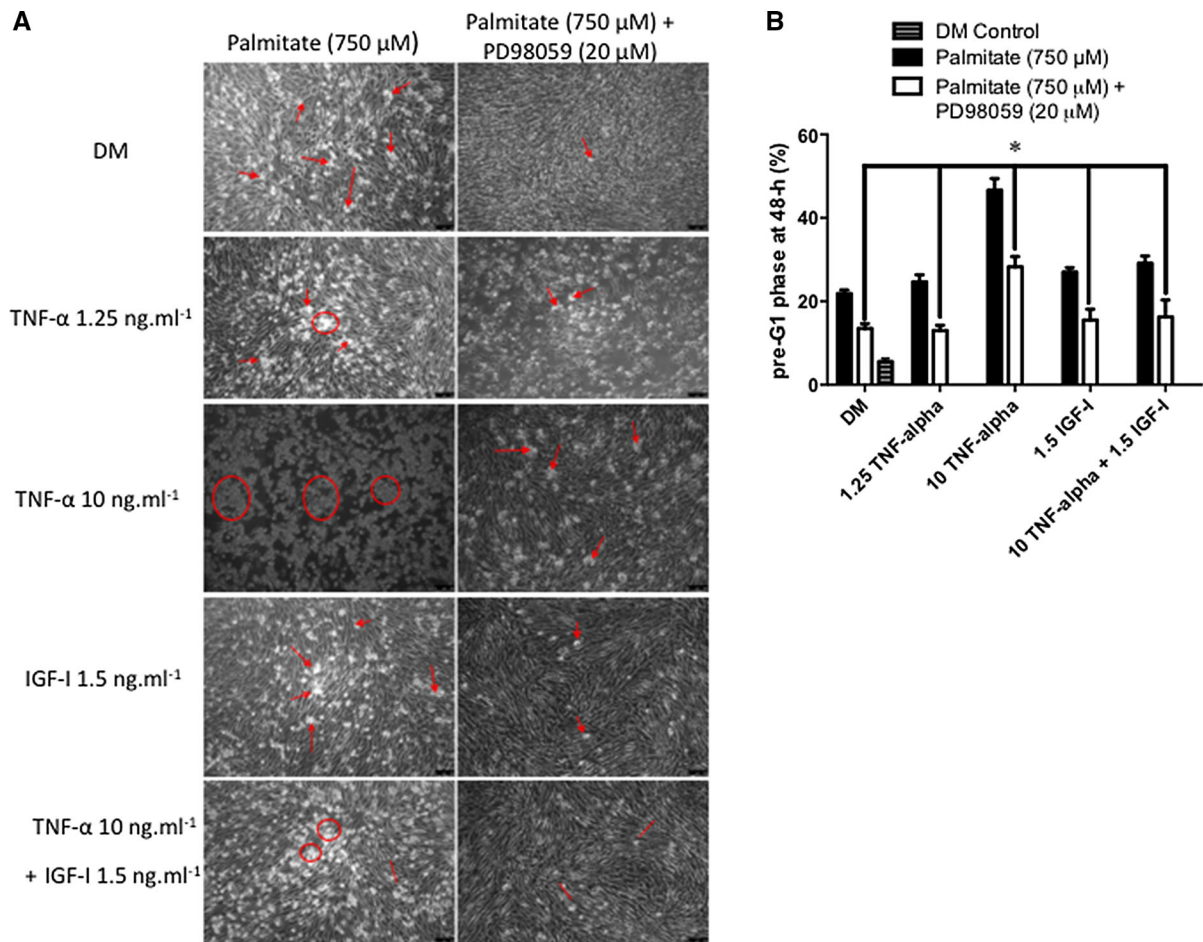 A
Palmitate (750 µM)
Palmitate (750 µM) +
PD98059 (20 µM)
DM
TNF-α 1.25 ng.ml-1
TNF-α 10 ng.ml-1
IGF-I 1.5 ng.ml-1
TNF-α 10 ng.ml-1
+ IGF-I 1.5 ng.ml-1
B
DM Control
Palmitate (750 µM)
Palmitate (750 µM) +
PD98059 (20 µM)
pre-G1 phase at 48-h (%)
60
40
20
0
*
DM
1.25 TNF-alpha
10 TNF-alpha
1.5 IGF-I
10 TNF-alpha + 1.5 IGF-I